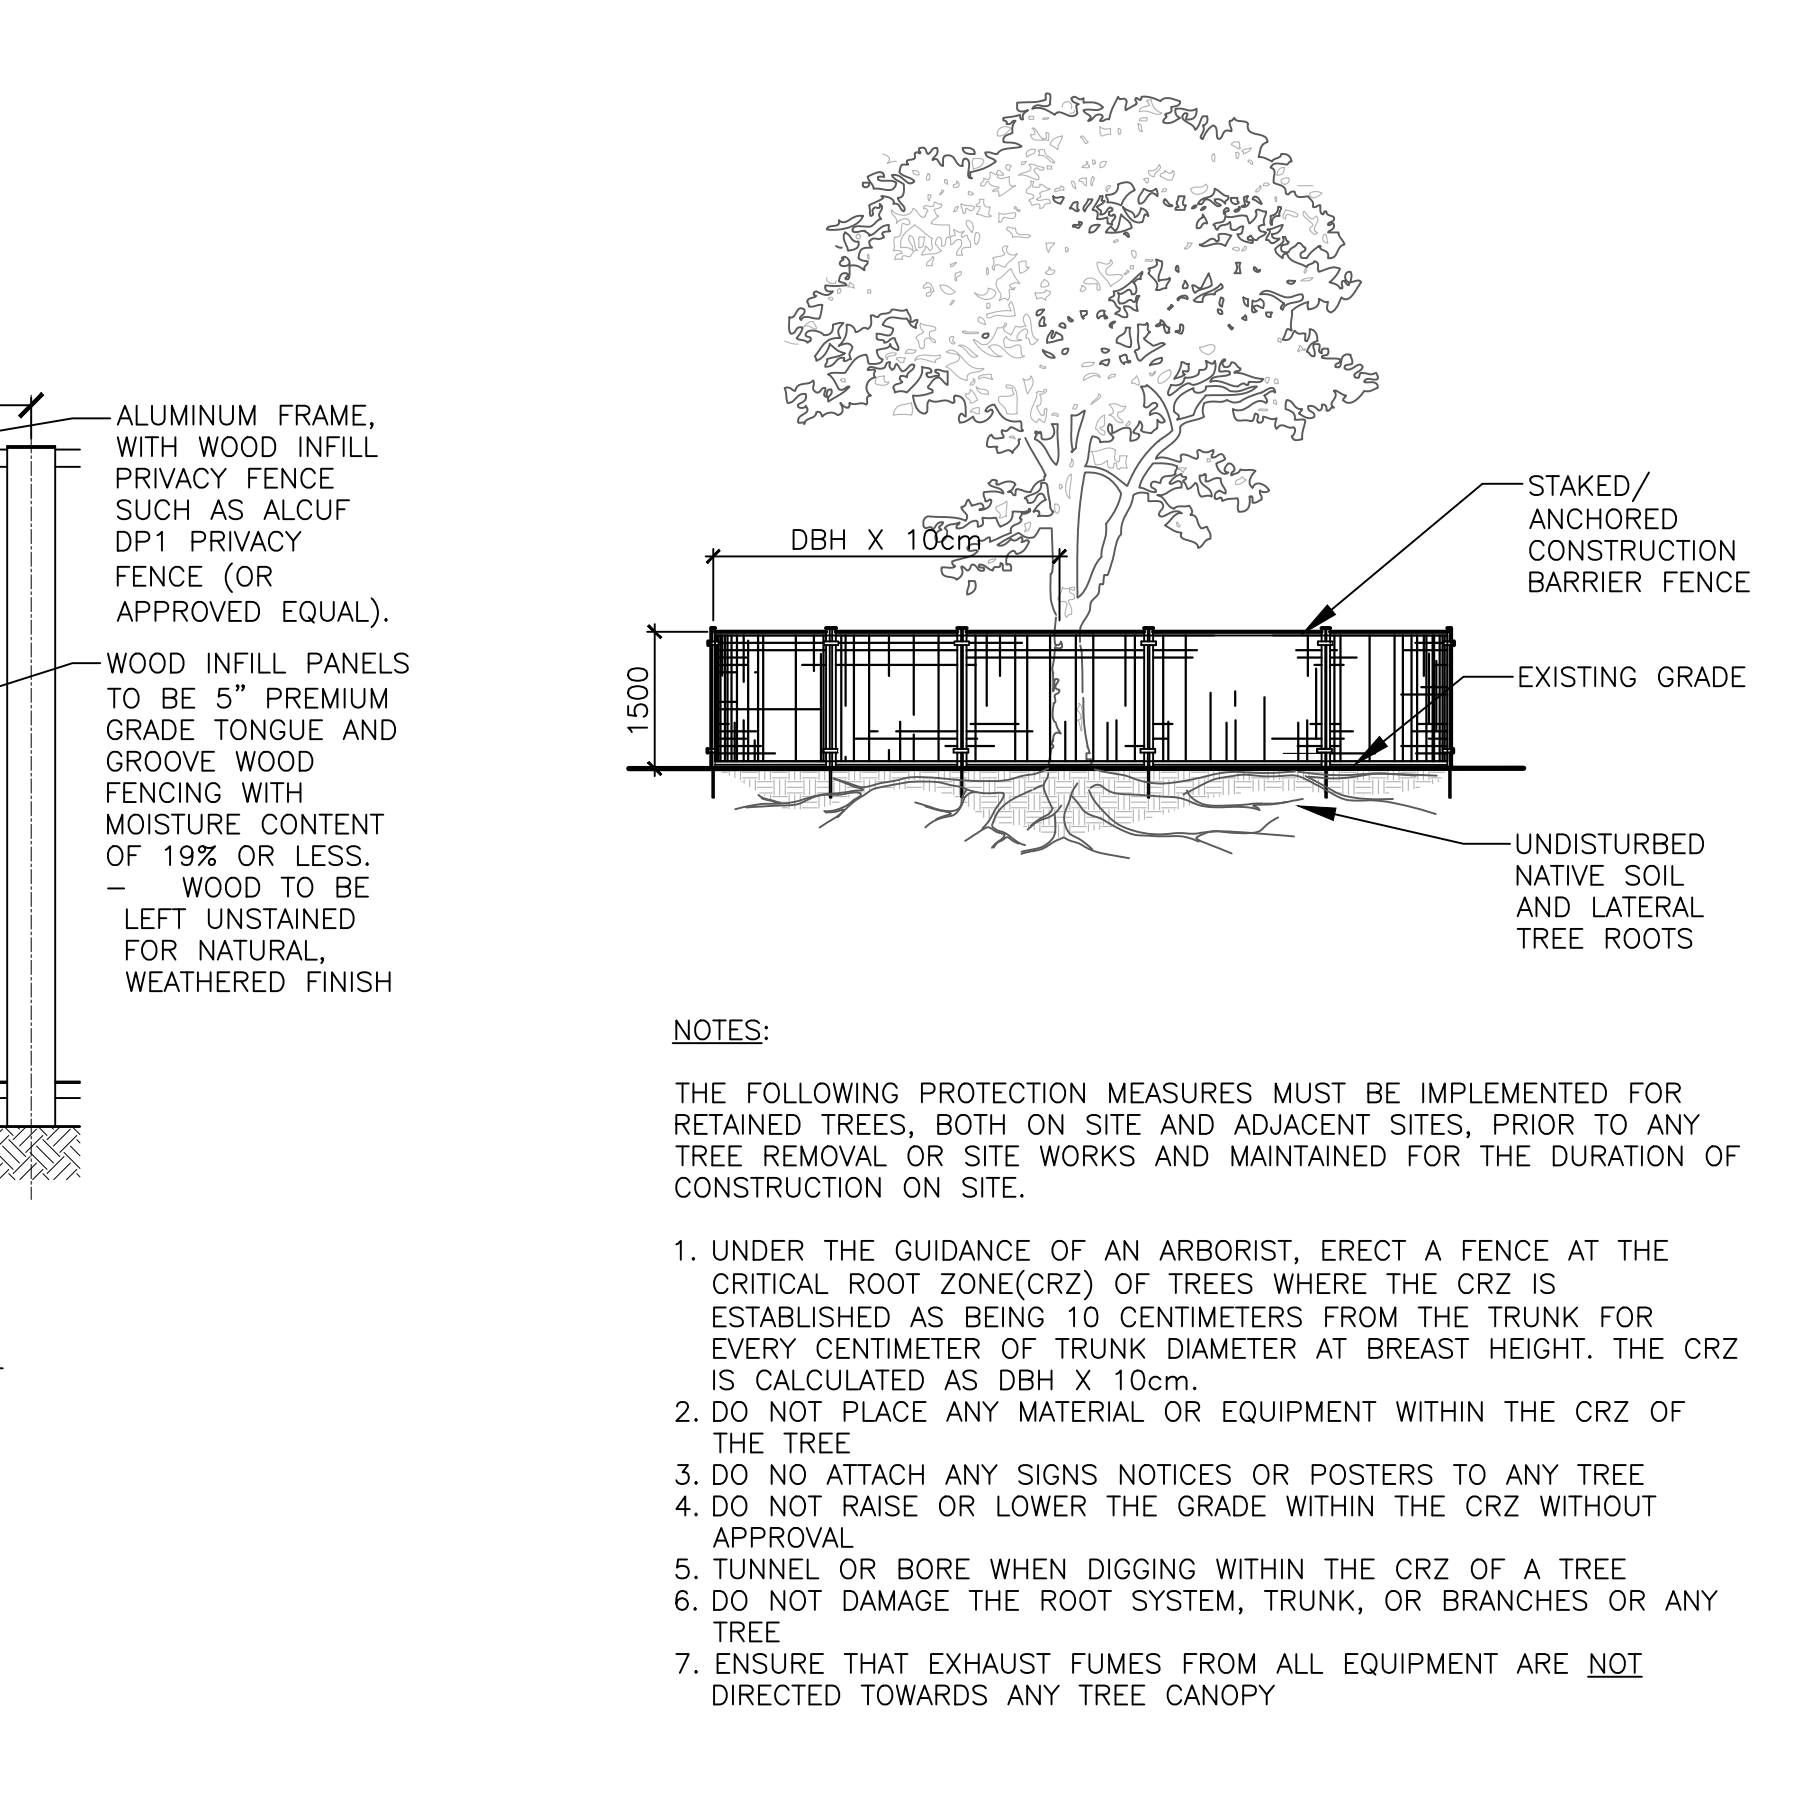 ALUMINUM FRAME,
WITH WOOD INFILL
PRIVACY FENCE
SUCH AS ALCUF
DP1 PRIVACY
FENCE (OR
APPROVED EQUAL).
WOOD INFILL PANELS
TO BE 5” PREMIUM
GRADE TONGUE AND
GROOVE WOOD
FENCING WITH
MOISTURE CONTENT
OF 19% OR LESS.
– WOOD TO BE
LEFT UNSTAINED
FOR NATURAL,
WEATHERED FINISH
DBH X 10cm
1500
STAKED/
ANCHORED
CONSTRUCTION
BARRIER FENCE
EXISTING GRADE
UNDISTURBED
NATIVE SOIL
AND LATERAL
TREE ROOTS
NOTES:
THE FOLLOWING PROTECTION MEASURES MUST BE IMPLEMENTED FOR
RETAINED TREES, BOTH ON SITE AND ADJACENT SITES, PRIOR TO ANY
TREE REMOVAL OR SITE WORKS AND MAINTAINED FOR THE DURATION OF
CONSTRUCTION ON SITE.
1. UNDER THE GUIDANCE OF AN ARBORIST, ERECT A FENCE AT THE
CRITICAL ROOT ZONE(CRZ) OF TREES WHERE THE CRZ IS
ESTABLISHED AS BEING 10 CENTIMETERS FROM THE TRUNK FOR
EVERY CENTIMETER OF TRUNK DIAMETER AT BREAST HEIGHT. THE CRZ
IS CALCULATED AS DBH X 10cm.
2. DO NOT PLACE ANY MATERIAL OR EQUIPMENT WITHIN THE CRZ OF
THE TREE
3. DO NO ATTACH ANY SIGNS NOTICES OR POSTERS TO ANY TREE
4. DO NOT RAISE OR LOWER THE GRADE WITHIN THE CRZ WITHOUT
APPROVAL
5. TUNNEL OR BORE WHEN DIGGING WITHIN THE CRZ OF A TREE
6. DO NOT DAMAGE THE ROOT SYSTEM, TRUNK, OR BRANCHES OR ANY
TREE
7. ENSURE THAT EXHAUST FUMES FROM ALL EQUIPMENT ARE NOT
DIRECTED TOWARDS ANY TREE CANOPY